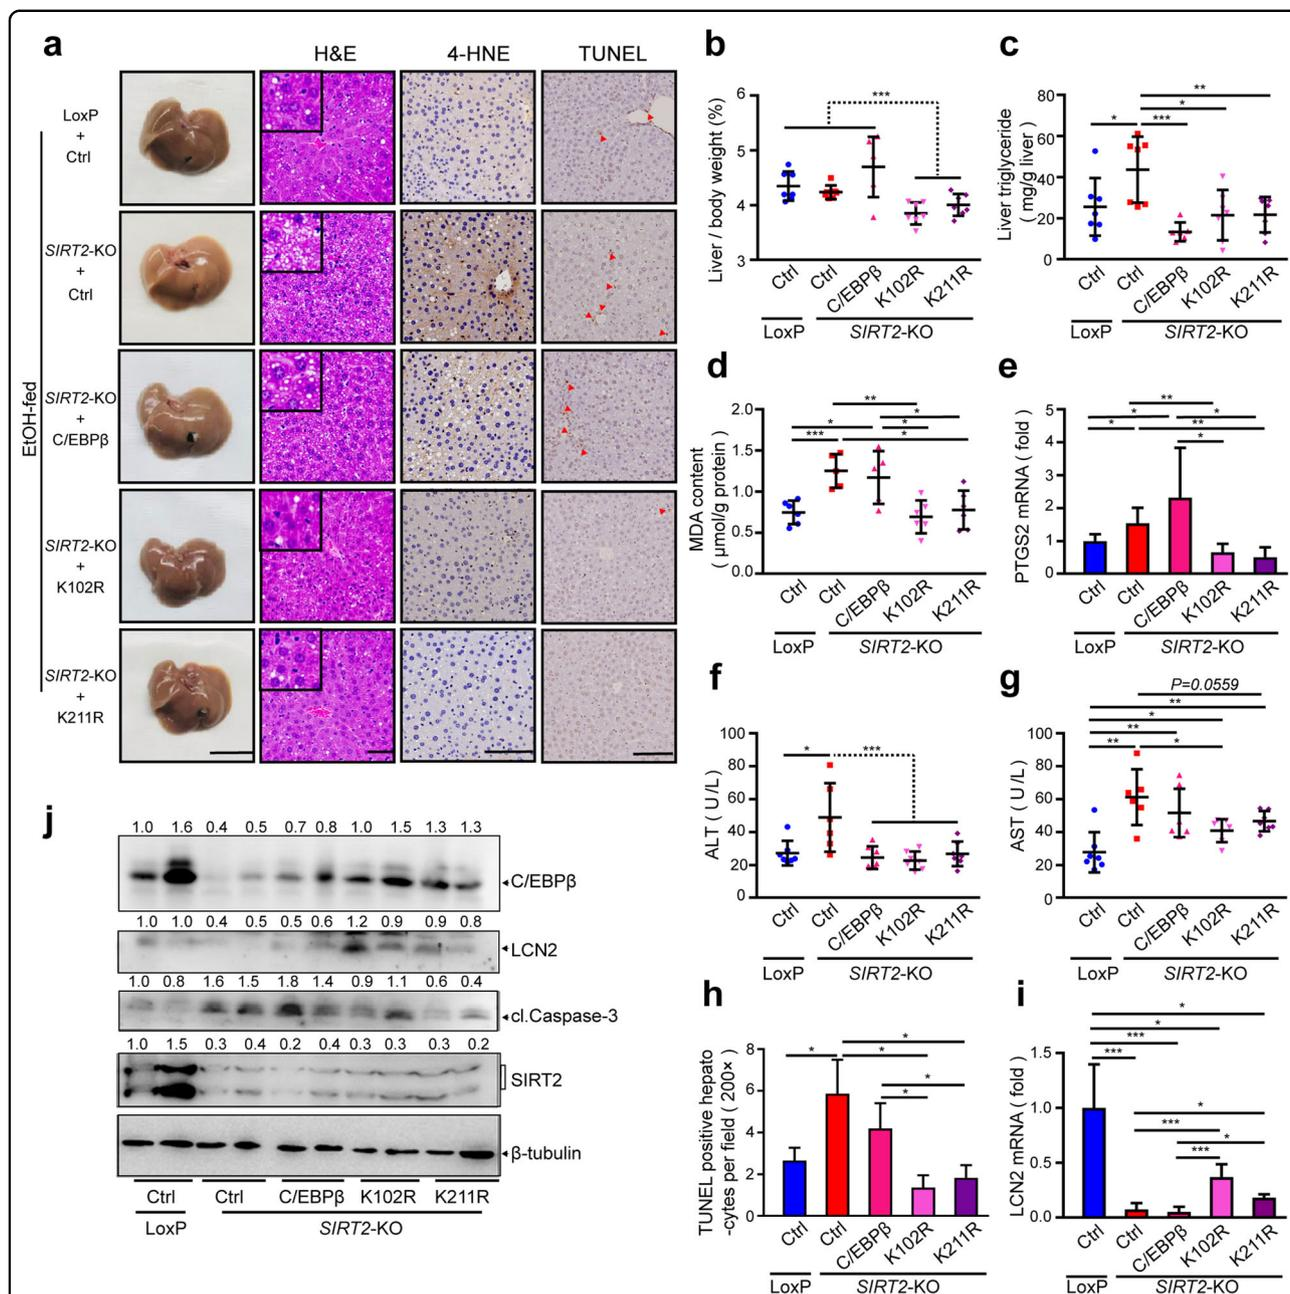 a
H&E
4-HNE
TUNEL
EtOH-fed
LoxP
+
Ctrl
SIRT2-KO
+
Ctrl
SIRT2-KO
+
C/EBPβ
SIRT2-KO
+
K102R
SIRT2-KO
+
K211R
b
Liver / body weight (%)
6
5
4
3
***
Ctrl
Ctrl
C/EBPβ
K102R
K211R
LoxP
SIRT2-KO
c
Liver triglyceride
( mg/g liver)
80
60
40
20
0
**
*
*
***
Ctrl
Ctrl
C/EBPβ
K102R
K211R
LoxP
SIRT2-KO
d
MDA content
( μmol/g protein)
2.0
1.5
1.0
0.5
0.0
**
*
*
*
***
*
Ctrl
Ctrl
C/EBPβ
K102R
K211R
LoxP
SIRT2-KO
e
PTGS2 mRNA ( fold)
5
4
3
2
1
0
**
*
*
*
**
*
Ctrl
Ctrl
C/EBPβ
K102R
K211R
LoxP
SIRT2-KO
f
ALT ( U /L)
100
80
60
40
20
0
*
***
Ctrl
Ctrl
C/EBPβ
K102R
K211R
LoxP
SIRT2-KO
g
AST ( U/L)
100
80
60
40
20
0
P=0.0559
**
*
**
**
*
Ctrl
Ctrl
C/EBPβ
K102R
K211R
LoxP
SIRT2-KO
h
TUNEL positive hepato
-cytes per field ( 200×)
8
6
4
2
0
*
*
*
*
*
Ctrl
Ctrl
C/EBPβ
K102R
K211R
LoxP
SIRT2-KO
i
LCN2 mRNA ( fold)
1.5
1.0
0.5
0.0
*
*
***
***
*
***
*
***
Ctrl
Ctrl
C/EBPβ
K102R
K211R
LoxP
SIRT2-KO
j
1.0 1.6 0.4 0.5 0.7 0.8 1.0 1.5 1.3 1.3
C/EBPβ
1.0 1.0 0.4 0.5 0.5 0.6 1.2 0.9 0.9 0.8
LCN2
1.0 0.8 1.6 1.5 1.8 1.4 0.9 1.1 0.6 0.4
cl.Caspase-3
1.0 1.5 0.3 0.4 0.2 0.4 0.3 0.3 0.3 0.2
SIRT2
β-tubulin
Ctrl Ctrl C/EBPβ K102R K211R
LoxP SIRT2-KO